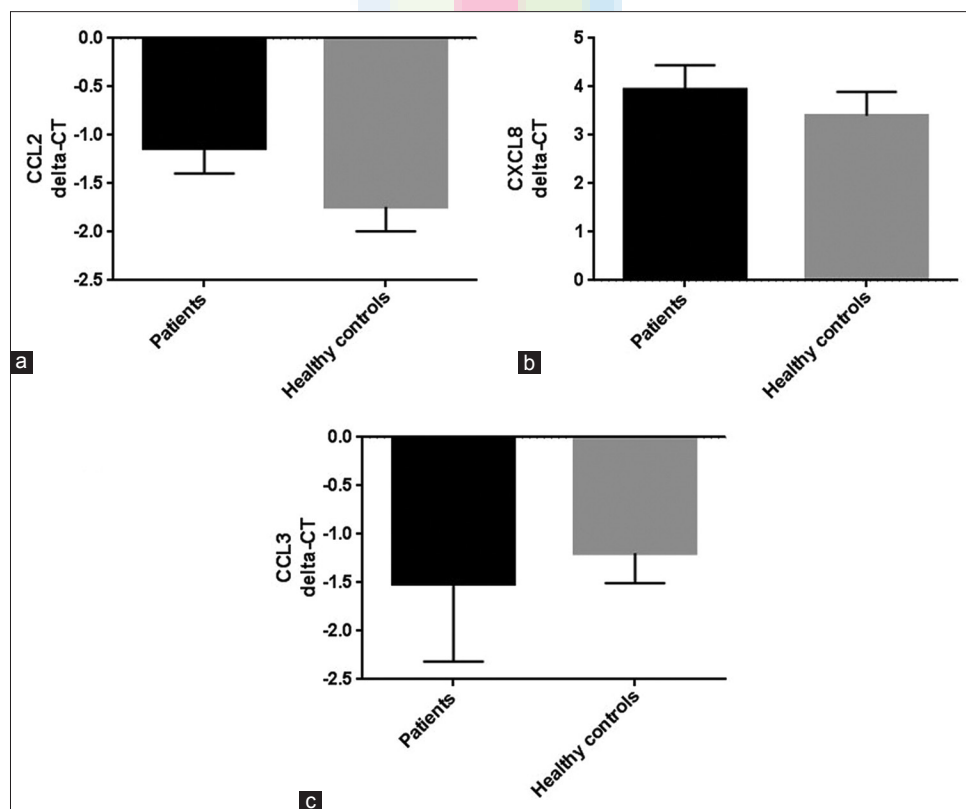 0.0
-0.5
-1.0
-1.5
-2.0
-2.5
CCL2
delta-CT
Patients
Healthy controls
a
5
4
3
2
1
0
CXCL8
delta-CT
Patients
Healthy controls
b
0.0
-0.5
-1.0
-1.5
-2.0
-2.5
CCL3
delta-CT
Patients
Healthy controls
c